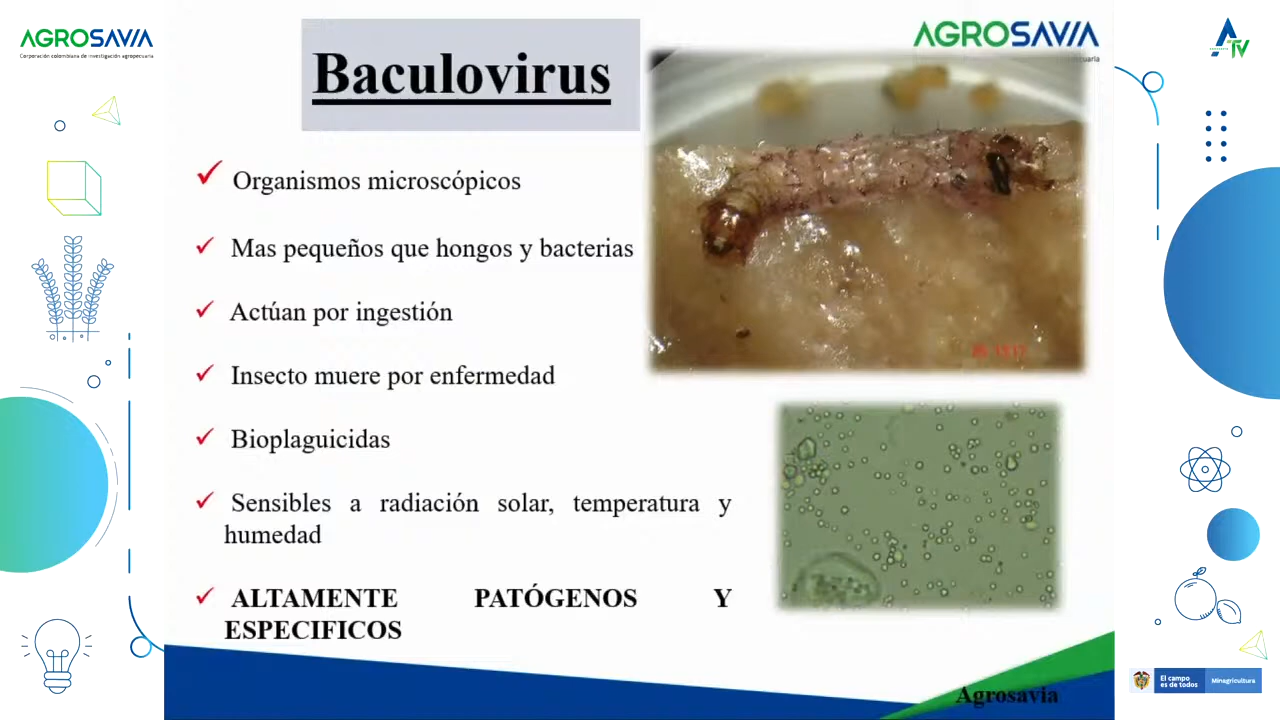 AGROSAVIA
Corporación colombiana de investigación agropecuaria
Baculovirus
AGROSAVIA
ecuaria
ATV
Organismos microscópicos
Mas pequeños que hongos y bacterias
Actúan por ingestión
Insecto muere por enfermedad
Bioplaguicidas
Sensibles a radiación solar, temperatura y
humedad
ALTAMENTE PATÓGENOS Y
ESPECIFICOS
Agrosavia
El campo
es de todos
Minagricultura